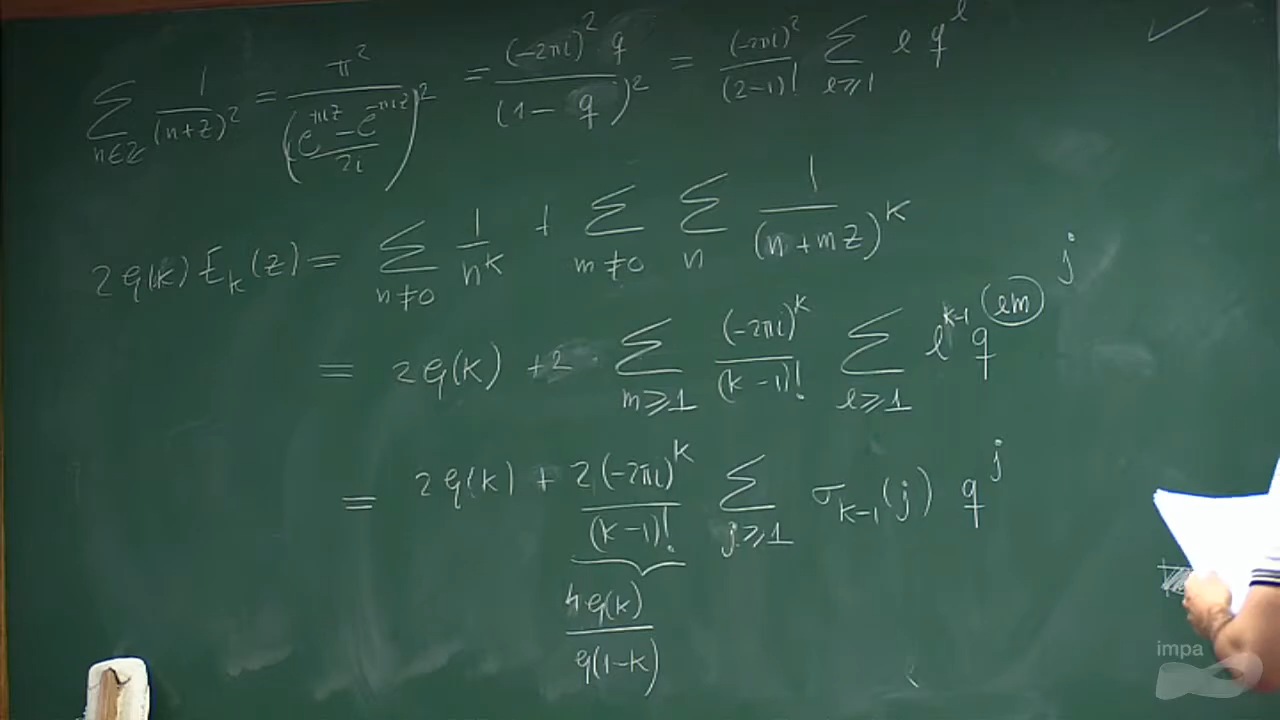 ∑_{n∈ℤ} 1/(n+z)² = π²/((e^{πiz} − e^{−πiz})/2i)² = (−2πi)² q/(1 − q)² = (−2πi)²/(2−1)! ∑_{ℓ≥1} ℓ q^ℓ ✓
2ζ(k) E_k(z) = ∑_{n≠0} 1/n^k + ∑_{m≠0} ∑_n 1/(n+mz)^k
= 2ζ(k) + 2 ∑_{m≥1} (−2πi)^k/(k−1)! ∑_{ℓ≥1} ℓ^{k−1} q^{ℓm} j
= 2ζ(k) + 2(−2πi)^k/(k−1)! ∑_{j≥1} σ_{k−1}(j) q^j
4ζ(k)/ζ(1−k)
impa